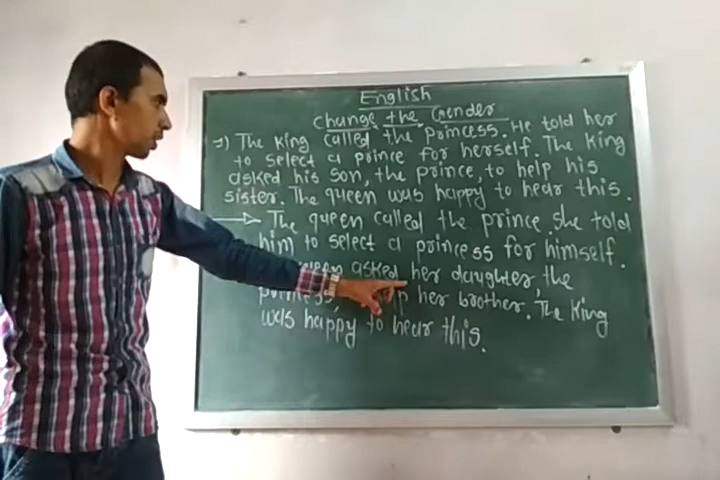 English
Change the Gender
1) The King called the princess. He told her
to select a prince for herself. The King
asked his son, the prince, to help his
sister. The queen was happy to hear this.
→ The queen called the prince. She told
him to select a princess for himself.
queen asked her daughter, the
princess, her brother. The King
was happy to hear this.